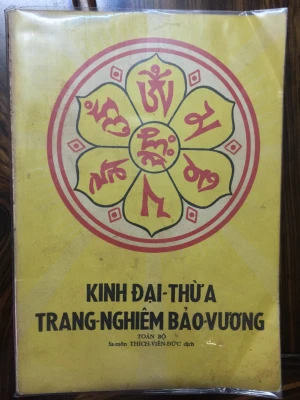 KINH ĐẠI-THỪA
TRANG-NGHIÊM BẢO-VƯƠNG
TOÀN BỘ
Sa-môn THÍCH-VIÊN-ĐỨC dịch